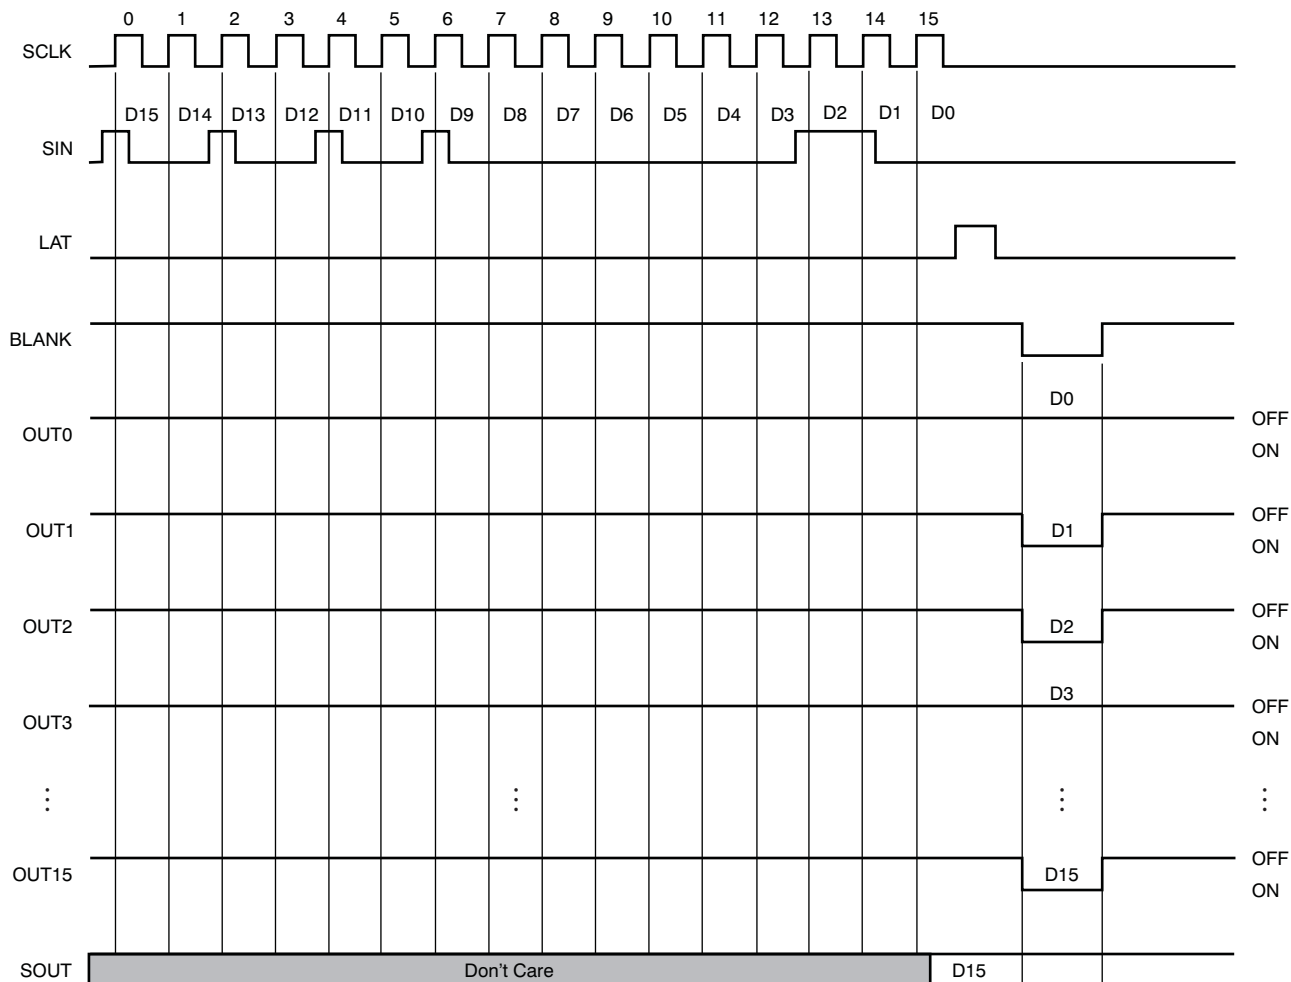 0 1 2 3 4 5 6 7 8 9 10 11 12 13 14 15
SCLK
D15 D14 D13 D12 D11 D10 D9 D8 D7 D6 D5 D4 D3 D2 D1 D0
SIN
LAT
BLANK
D0
OUT0 OFF
ON
OUT1 D1 OFF
ON
OUT2 D2 OFF
ON
D3
OUT3 OFF
ON
⋮ ⋮ ⋮ ⋮
OUT15 D15 OFF
ON
SOUT Don't Care D15